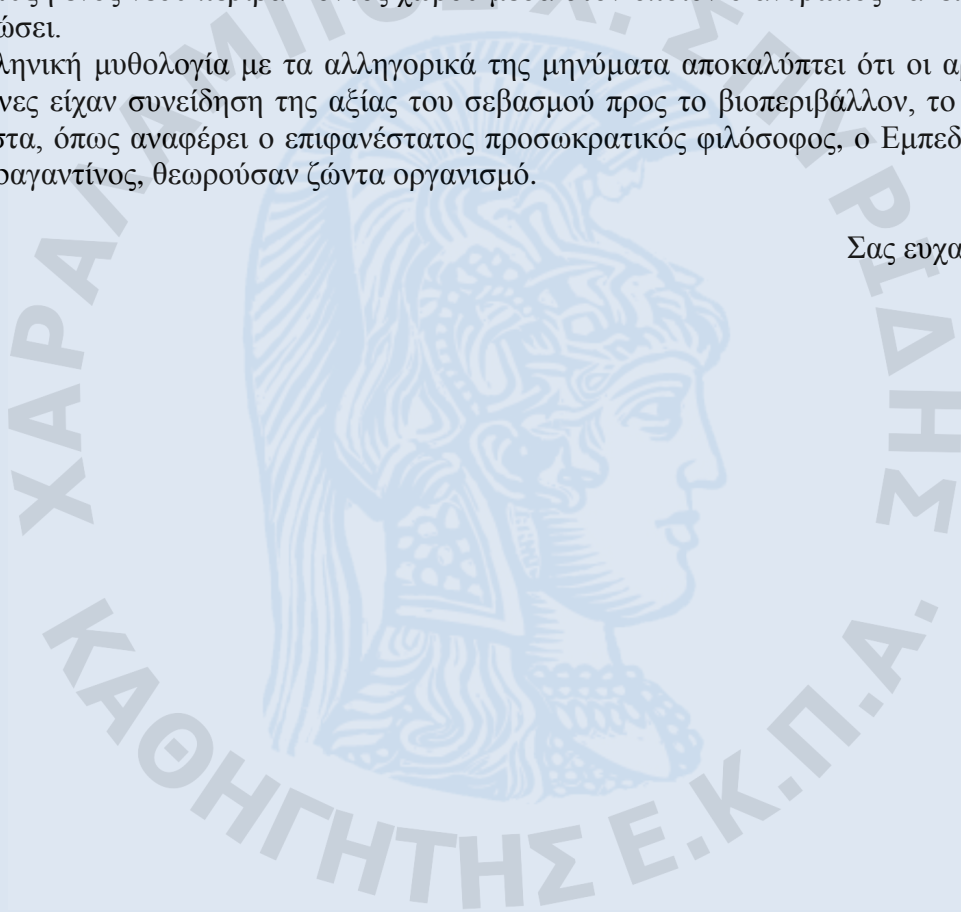 ώσει.
ληνική μυθολογία με τα αλληγορικά της μηνύματα αποκαλύπτει ότι οι αρ
νες είχαν συνείδηση της αξίας του σεβασμού προς το βιοπεριβάλλον, το
στα, όπως αναφέρει ο επιφανέστατος προσωκρατικός φιλόσοφος, ο Εμπεδ
ραγαντίνος, θεωρούσαν ζώντα οργανισμό.
Σας ευχα
ΧΑΡΑΛΑΜΠΟΣ Χ. ΣΠΥΡΙΔΗΣ
ΚΑΘΗΓΗΤΗΣ Ε.Κ.Π.Α.